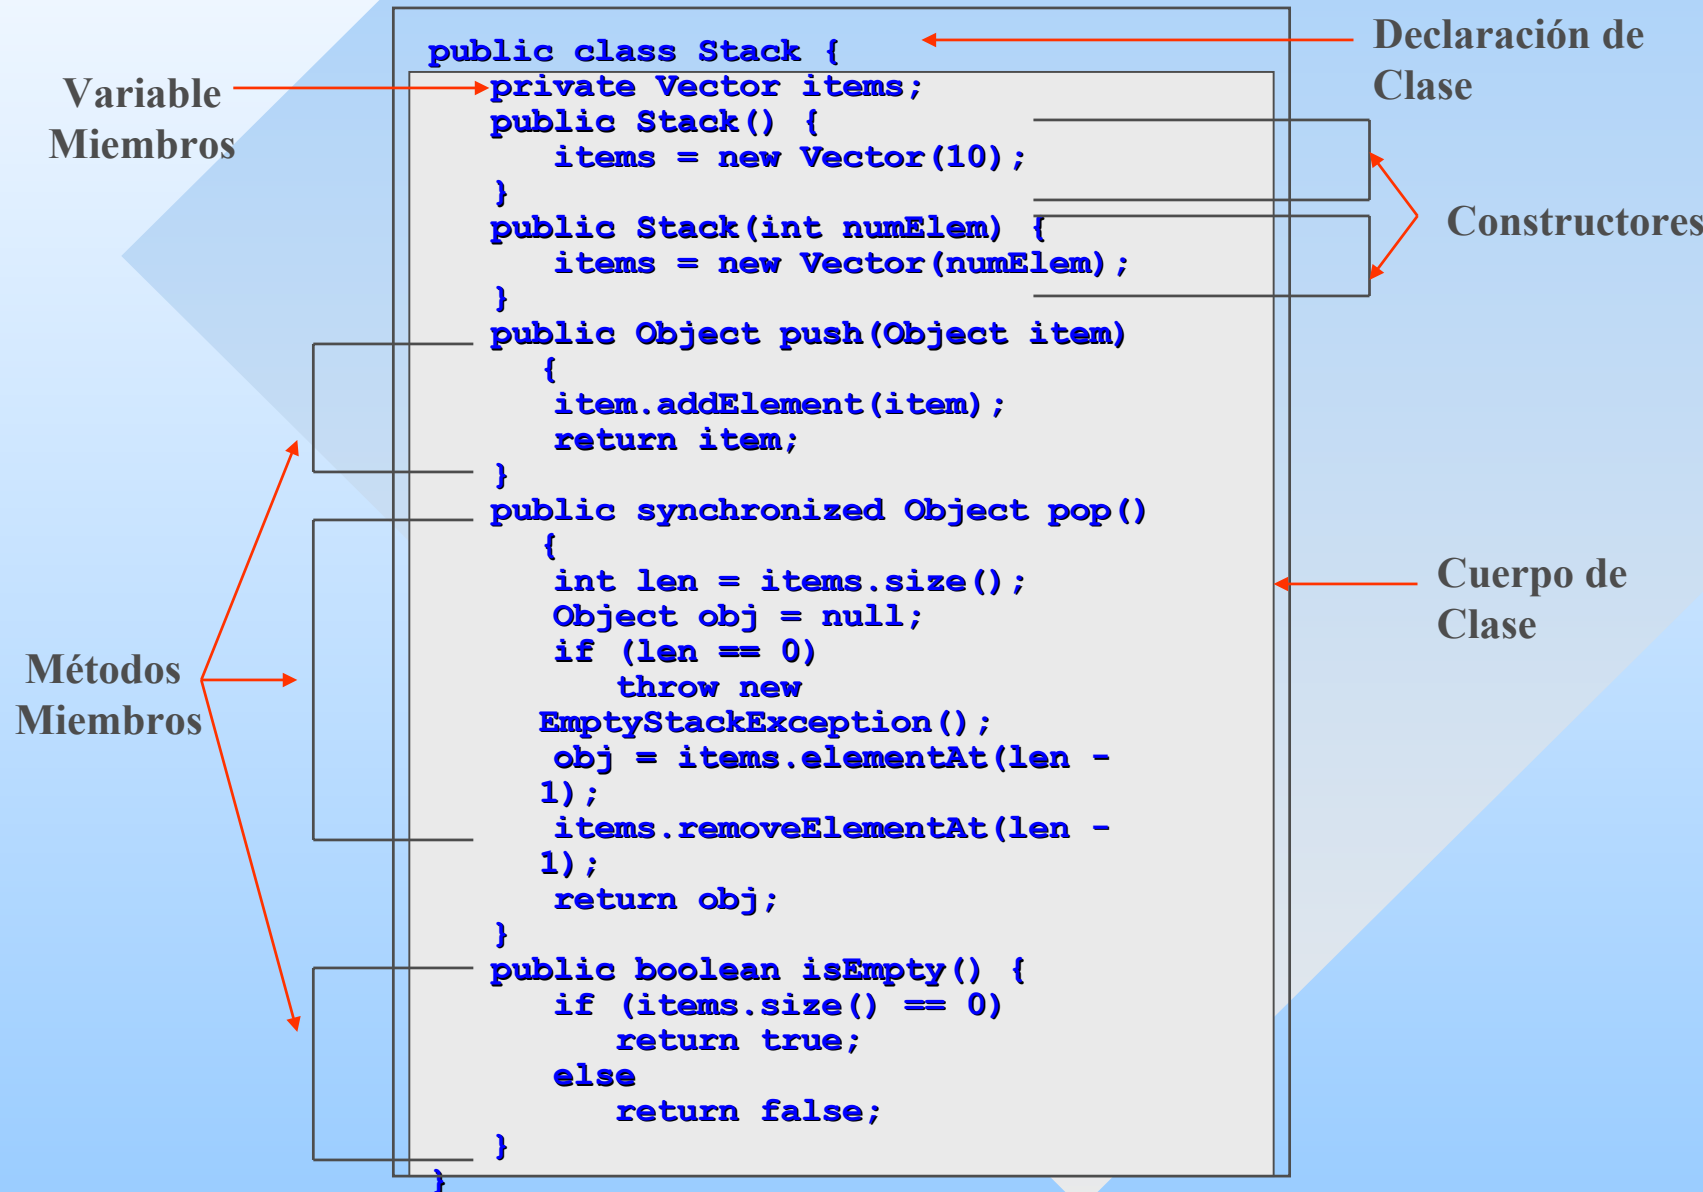 public class Stack {
private Vector items;
public Stack() {
items = new Vector(10);
}
public Stack(int numElem) {
items = new Vector(numElem);
}
public Object push(Object item)
{
item.addElement(item);
return item;
}
public synchronized Object pop()
{
int len = items.size();
Object obj = null;
if (len == 0)
throw new
EmptyStackException();
obj = items.elementAt(len -
1);
items.removeElementAt(len -
1);
return obj;
}
public boolean isEmpty() {
if (items.size() == 0)
return true;
else
return false;
}
}
Variable
Miembros
Métodos
Miembros
Declaración de
Clase
Constructores
Cuerpo de
Clase